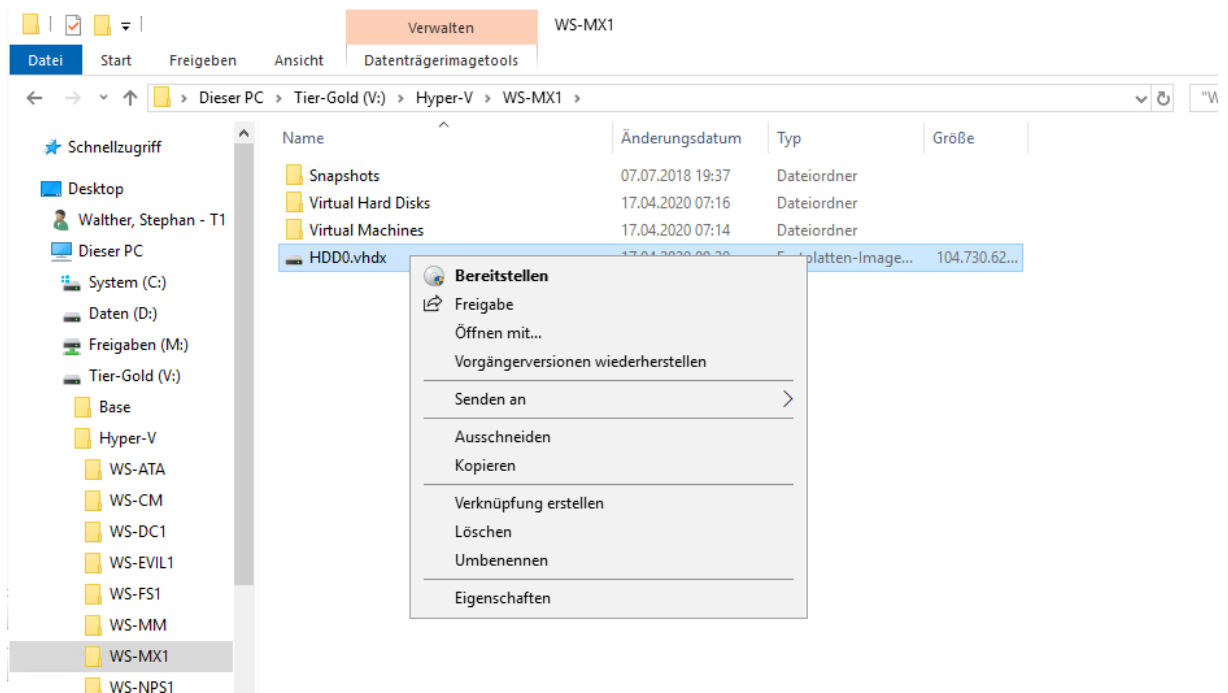 Verwalten WS-MX1
Datei Start Freigeben Ansicht Datenträgerimagetools
Dieser PC Tier-Gold (V:) Hyper-V WS-MX1
Name Änderungsdatum Typ Größe
Schnellzugriff
Desktop
Walther, Stephan - T1
Dieser PC
System (C:)
Daten (D:)
Freigaben (M:)
Tier-Gold (V:)
Base
Hyper-V
WS-ATA
WS-CM
WS-DC1
WS-EVIL1
WS-FS1
WS-MM
WS-MX1
WS-NPS1
Snapshots 07.07.2018 19:37 Dateiordner
Virtual Hard Disks 17.04.2020 07:16 Dateiordner
Virtual Machines 17.04.2020 07:14 Dateiordner
HDD0.vhdx 104.730.62...
Bereitstellen
Freigabe
Öffnen mit...
Vorgängerversionen wiederherstellen
Senden an
Ausschneiden
Kopieren
Verknüpfung erstellen
Löschen
Umbenennen
Eigenschaften